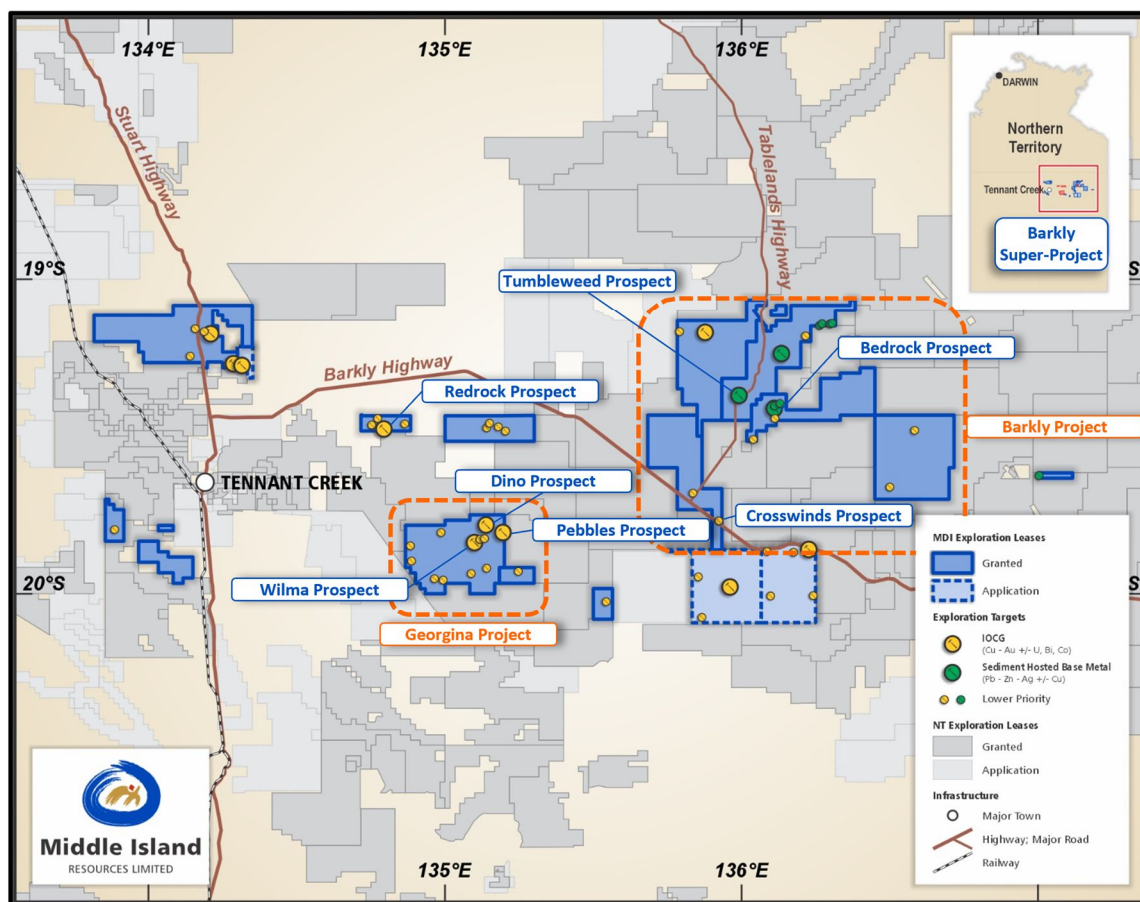 134°E
135°E
136°E
Stuart Highway
Tablelands Highway
DARWIN
Northern
Territory
Tennant Creek
Barkly
Super-Project
19°S
S
Tumbleweed Prospect
Bedrock Prospect
Barkly Highway
Redrock Prospect
Barkly Project
TENNANT CREEK
Dino Prospect
Crosswinds Prospect
Pebbles Prospect
20°S
S
Wilma Prospect
Georgina Project
MDI Exploration Leases
Granted
Application
Exploration Targets
IOCG
(Cu - Au +/- U, Bi, Co)
Sediment Hosted Base Metal
(Pb - Zn - Ag +/- Cu)
Lower Priority
NT Exploration Leases
Granted
Application
Infrastructure
Major Town
Highway; Major Road
Railway
Middle Island
RESOURCES LIMITED
135°E
136°E